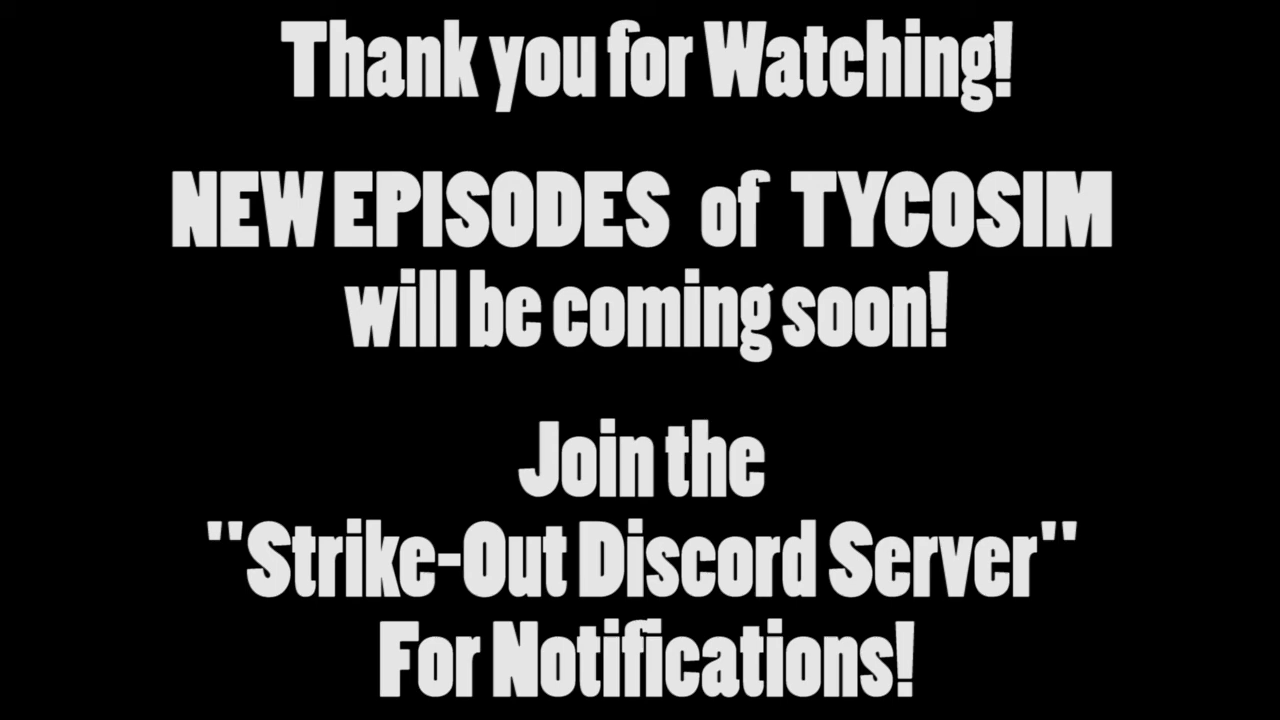 Thank you for Watching!
NEW EPISODES of TYCOSIM
will be coming soon!
Join the
"Strike-Out Discord Server"
For Notifications!